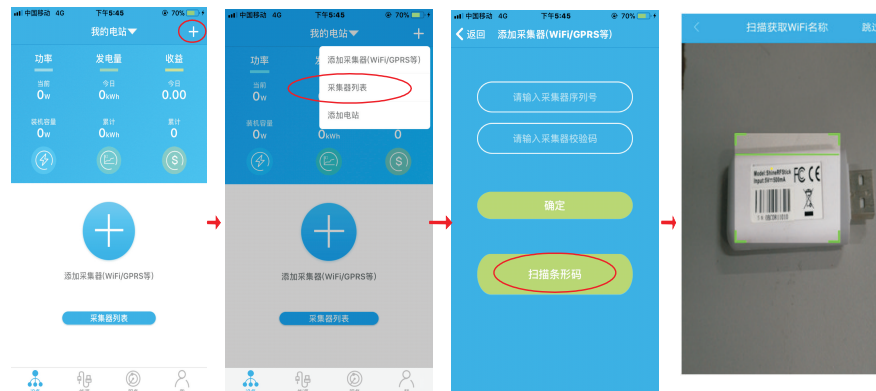 中国移动 4G 下午5:45 70%
我的电站▼ +
功率 发电量 收益
当前 今日 今日
0w 0kWh 0.00
装机容量 累计 累计
0w 0kWh 0
添加采集器(WiFi/GPRS等)
采集器列表
中国移动 4G 下午5:45 70%
我的电站▼ +
功率
添加采集器(WiFi/GPRS等)
当前
0w
采集器列表
装机容量
添加电站
0w 0kWh 0
添加采集器(WiFi/GPRS等)
采集器列表
中国移动 4G 下午5:45 70%
返回 添加采集器(WiFi/GPRS等)
请输入采集器序列号
请输入采集器校验码
确定
扫描条形码
扫描获取WiFi名称 跳过
Model:ShineRFStick
Input:5V⎓500mA
FC CE